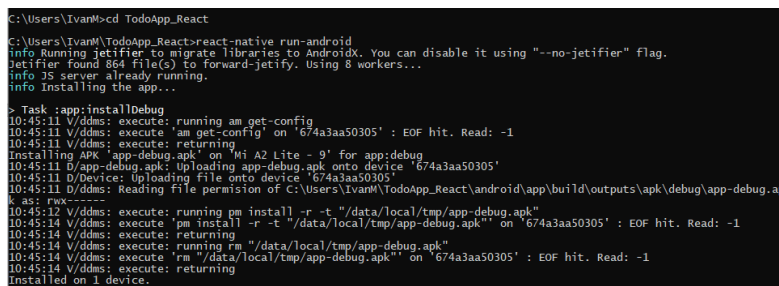 C:\Users\IvanM>cd TodoApp_React
C:\Users\IvanM\TodoApp_React>react-native run-android
info Running jetifier to migrate libraries to AndroidX. You can disable it using "--no-jetifier" flag.
Jetifier found 864 file(s) to forward-jetify. Using 8 workers...
info JS server already running.
info Installing the app...
> Task :app:installDebug
10:45:11 V/ddms: execute: running am get-config
10:45:11 V/ddms: execute 'am get-config' on '674a3aa50305' : EOF hit. Read: -1
10:45:11 V/ddms: execute: returning
Installing APK 'app-debug.apk' on 'Mi A2 Lite - 9' for app:debug
10:45:11 D/app-debug.apk: Uploading app-debug.apk onto device '674a3aa50305'
10:45:11 D/Device: Uploading file onto device '674a3aa50305'
10:45:11 D/ddms: Reading file permision of C:\Users\IvanM\TodoApp_React\android\app\build\outputs\apk\debug\app-debug.a
k as: rwx------
10:45:12 V/ddms: execute: running pm install -r -t "/data/local/tmp/app-debug.apk"
10:45:14 V/ddms: execute 'pm install -r -t "/data/local/tmp/app-debug.apk"' on '674a3aa50305' : EOF hit. Read: -1
10:45:14 V/ddms: execute: returning
10:45:14 V/ddms: execute: running rm "/data/local/tmp/app-debug.apk"
10:45:14 V/ddms: execute 'rm "/data/local/tmp/app-debug.apk"' on '674a3aa50305' : EOF hit. Read: -1
10:45:14 V/ddms: execute: returning
Installed on 1 device.